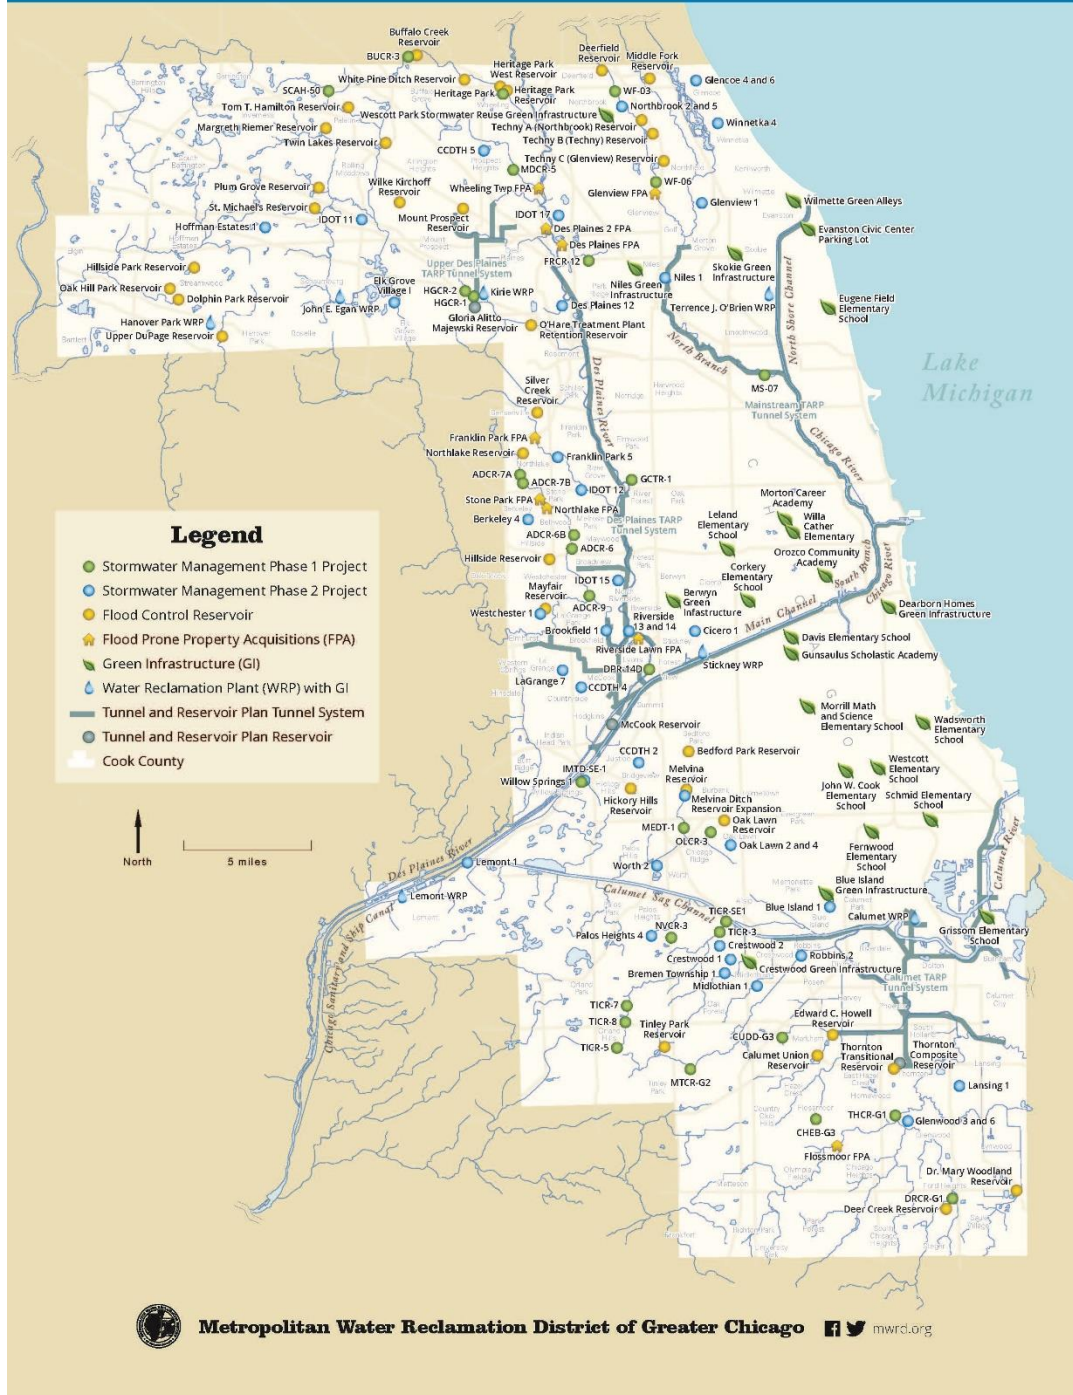 Buffalo Creek
Reservoir
BUCR-3
Deerfield
Reservoir
Middle Fork
Reservoir
Heritage Park
West Reservoir
White Pine Ditch Reservoir
Glencoe 4 and 6
SCAH-50
Heritage Park
Heritage Park
Reservoir
WF-03
Tom T. Hamilton Reservoir
Northbrook 2 and 5
Wescott Park Stormwater Reuse Green Infrastructure
Margreth Riemer Reservoir
Techny A (Northbrook) Reservoir
Winnetka 4
Twin Lakes Reservoir
Techny B (Techny) Reservoir
CCDTH 5
Techny C (Glenview) Reservoir
MDCR-5
Plum Grove Reservoir
Wilke Kirchoff
Reservoir
Wheeling Twp FPA
WF-06
Glenview FPA
St. Michael's Reservoir
Wilmette Green Alleys
Glenview 1
IDOT 11
Mount Prospect
Reservoir
IDOT 17
Hoffman Estates 1
Des Plaines 2 FPA
Evanston Civic Center
Parking Lot
Des Plaines FPA
FRCR-12
Skokie Green
Infrastructure
Hillside Park Reservoir
Upper Des Plaines
TARP Tunnel System
Niles Green
Infrastructure
Niles 1
Oak Hill Park Reservoir
Elk Grove
Village I
HGCR-2
Kirie WRP
Dolphin Park Reservoir
HGCR-1
John E. Egan WRP
Des Plaines 12
Terrence J. O'Brien WRP
Eugene Field
Elementary
School
Gloria Alitto
Majewski Reservoir
Hanover Park WRP
O'Hare Treatment Plant
Retention Reservoir
Upper DuPage Reservoir
North Shore Channel
North Branch
Des Plaines River
Lake
Michigan
MS-07
Silver
Creek
Reservoir
Mainstream TARP
Tunnel System
Franklin Park FPA
Chicago River
Northlake Reservoir
Franklin Park 5
ADCR-7A
ADCR-7B
GCTR-1
IDOT 12
Stone Park FPA
Northlake FPA
Morton Career
Academy
Berkeley 4
Des Plaines TARP
Tunnel System
Leland
Elementary
School
Willa
Cather
Elementary
ADCR-6B
ADCR-6
Orozco Community
Academy
Hillside Reservoir
Corkery
Elementary
School
South Branch
Chicago River
IDOT 15
Mayfair
Reservoir
ADCR-9
Berwyn
Green
Infastructure
Main Channel
Dearborn Homes
Green Infrastructure
Westchester 1
Riverside
13 and 14
Brookfield 1
Cicero 1
Davis Elementary School
Riverside Lawn FPA
Gunsaulus Scholastic Academy
DPR-14D
Stickney WRP
LaGrange 7
CCDTH 4
McCook Reservoir
Morrill Math
and Science
Elementary School
Wadsworth
Elementary
School
CCDTH 2
Bedford Park Reservoir
IMTD-SE-1
Melvina
Reservoir
Westcott
Elementary
School
Willow Springs 1
Hickory Hills
Reservoir
Melvina Ditch
Reservoir Expansion
John W. Cook
Elementary
School
Schmid Elementary
School
Oak Lawn
Reservoir
MEDT-1
OLCR-3
Oak Lawn 2 and 4
Fernwood
Elementary
School
Worth 2
Des Plaines River
Lemont 1
Lemont WRP
Calumet Sag Channel
Blue Island
Green Infrastructure
Blue Island 1
Calumet WRP
Calumet River
TICR-SE1
Grissom Elementary
School
NVCR-3
TICR-3
Palos Heights 4
Crestwood 2
Crestwood 1
Robbins 2
Crestwood Green Infrastructure
Bremen Township 1
Midlothian 1
Calumet TARP
Tunnel System
Chicago Sanitary and Ship Canal
TICR-7
TICR-8
TICR-5
Tinley Park
Reservoir
Edward C. Howell
Reservoir
CUDD-G3
Calumet Union
Reservoir
Thornton
Transitional
Reservoir
Thornton
Composite
Reservoir
MTCR-G2
Lansing 1
CHEB-G3
THCR-G1
Glenwood 3 and 6
Flossmoor FPA
Dr. Mary Woodland
Reservoir
DRCR-G1
Deer Creek Reservoir
Legend
Stormwater Management Phase 1 Project
Stormwater Management Phase 2 Project
Flood Control Reservoir
Flood Prone Property Acquisitions (FPA)
Green Infrastructure (GI)
Water Reclamation Plant (WRP) with GI
Tunnel and Reservoir Plan Tunnel System
Tunnel and Reservoir Plan Reservoir
Cook County
North
5 miles
Metropolitan Water Reclamation District of Greater Chicago
mwrd.org